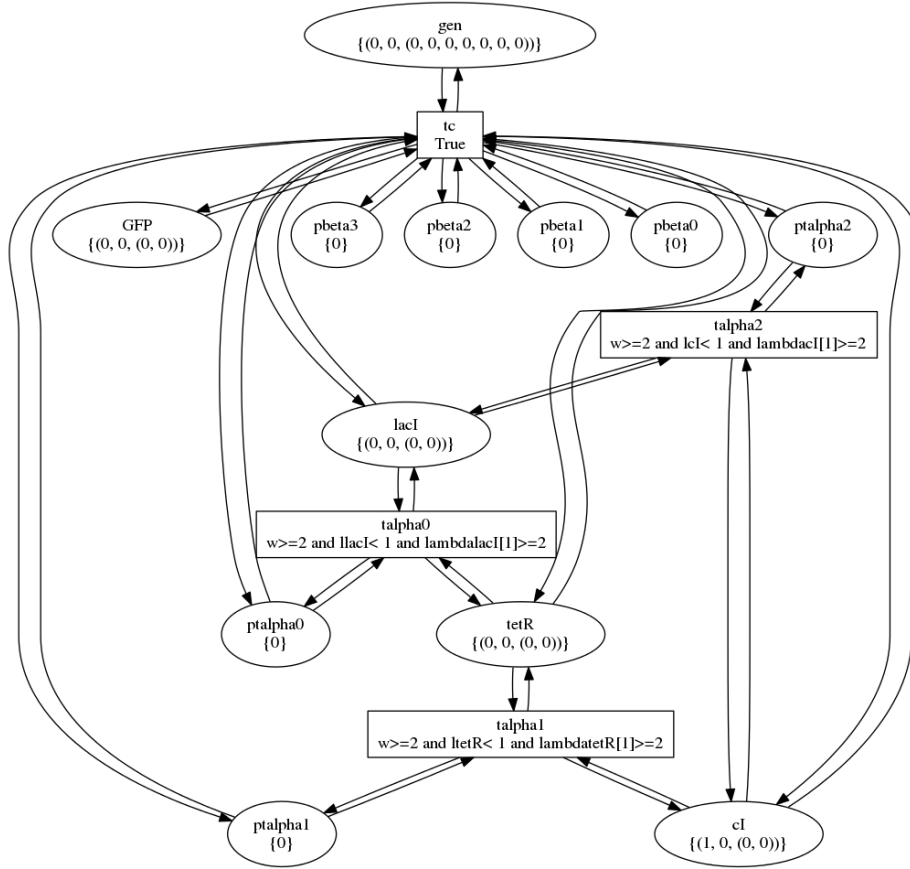 gen
{(0, 0, (0, 0, 0, 0, 0, 0, 0))}
tc
True
GFP
{(0, 0, (0, 0))}
pbeta3
{0}
pbeta2
{0}
pbeta1
{0}
pbeta0
{0}
ptalpha2
{0}
talpha2
w>=2 and lcI< 1 and lambdacI[1]>=2
lacI
{(0, 0, (0, 0))}
talpha0
w>=2 and llacI< 1 and lambdalacI[1]>=2
ptalpha0
{0}
tetR
{(0, 0, (0, 0))}
talpha1
w>=2 and ltetR< 1 and lambdatetR[1]>=2
ptalpha1
{0}
cI
{(1, 0, (0, 0))}